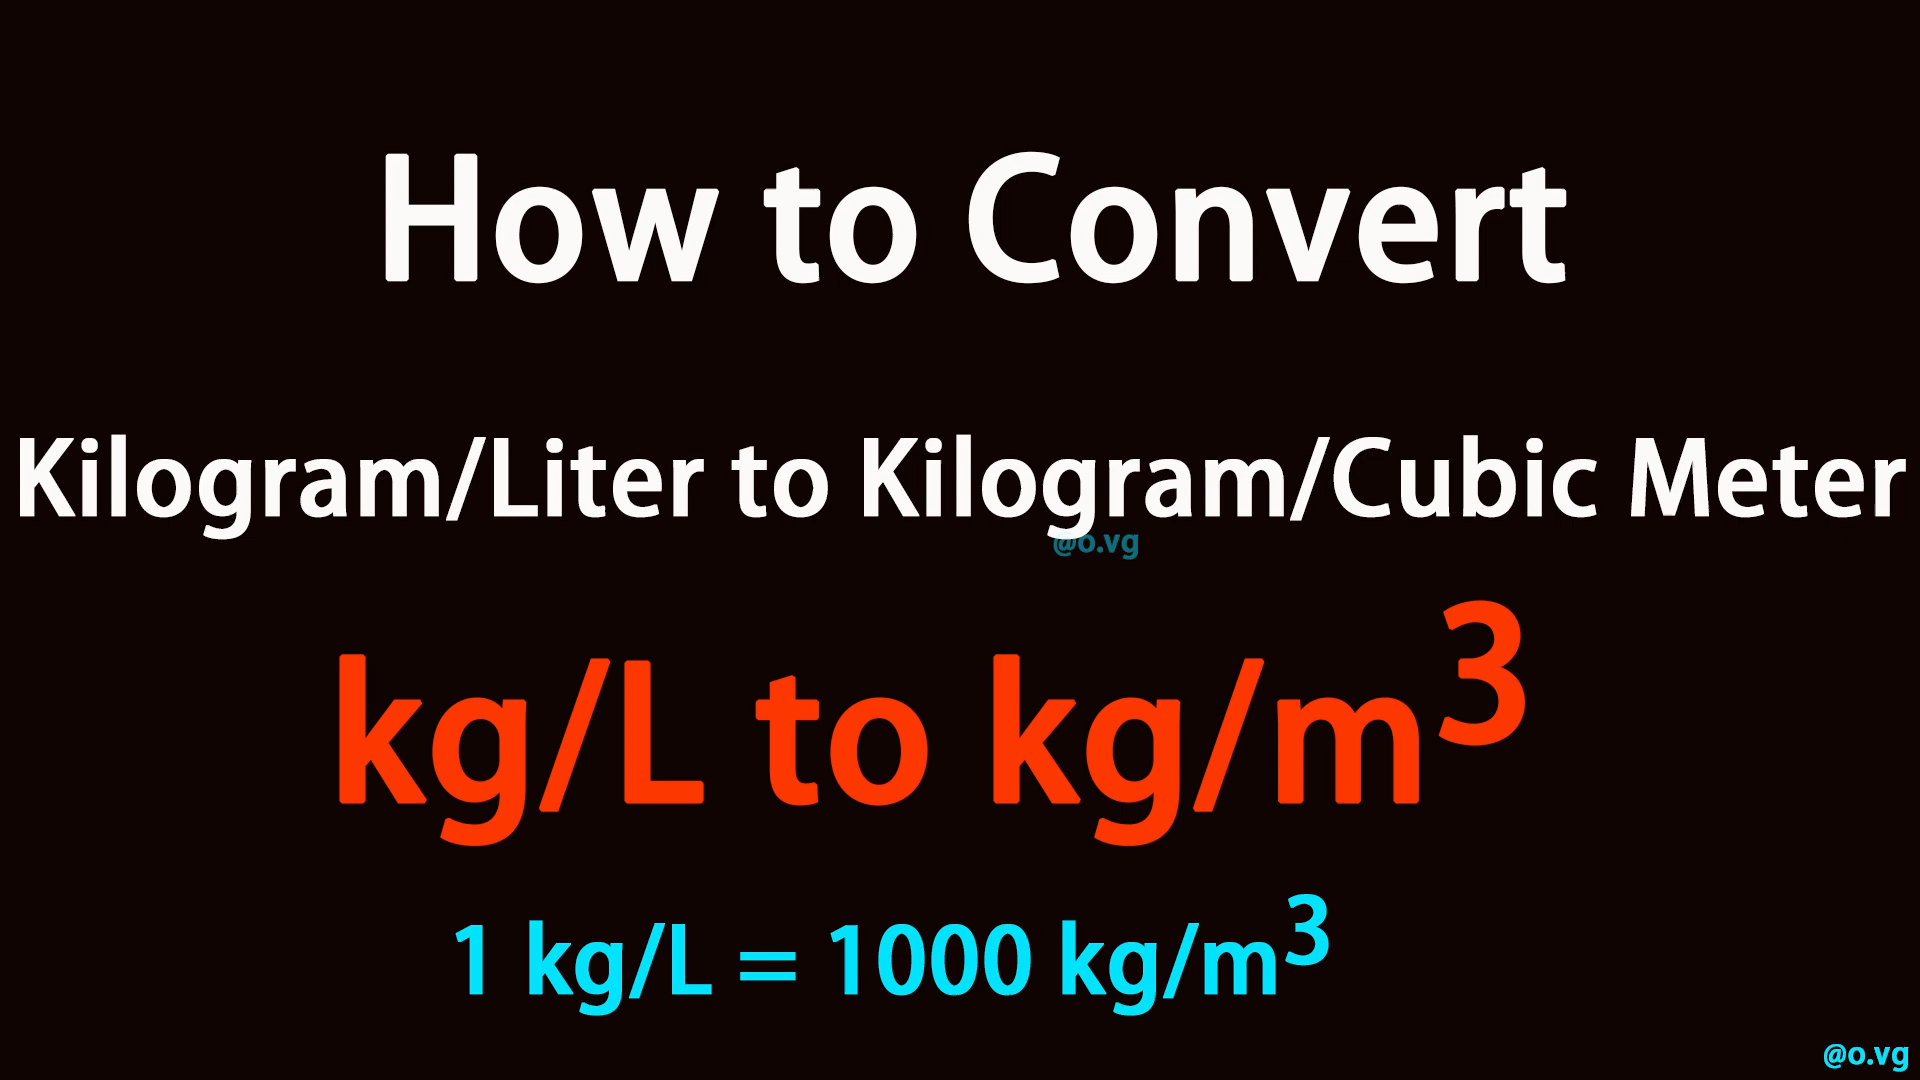 How to Convert
Kilogram/Liter to Kilogram/Cubic Meter
@o.vg
kg/L to kg/m³
1 kg/L = 1000 kg/m³
@o.vg